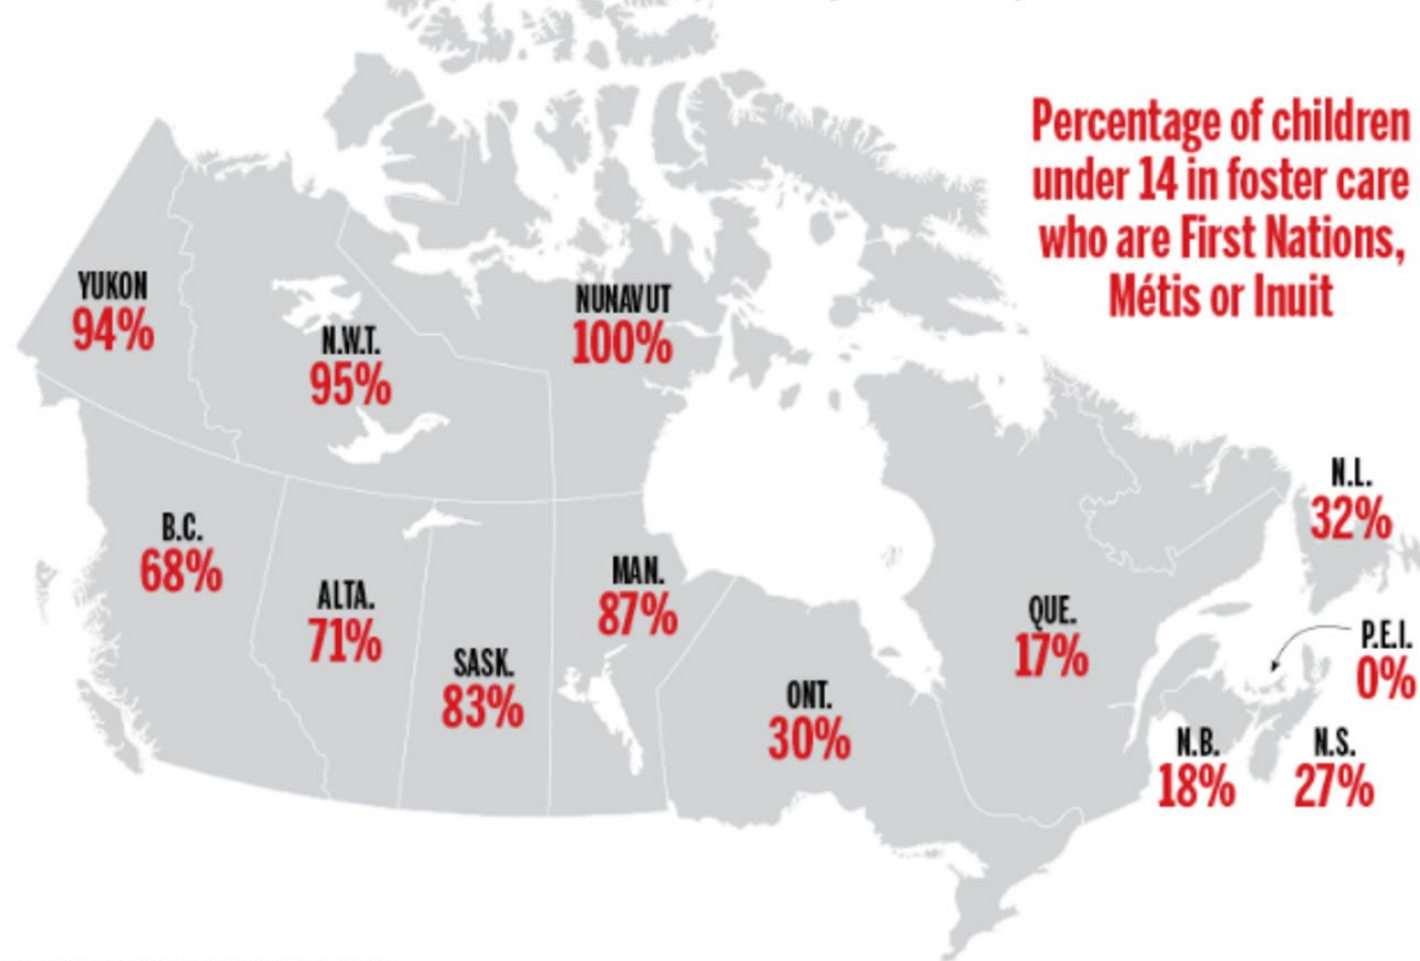 Percentage of children
under 14 in foster care
who are First Nations,
Métis or Inuit
YUKON
94%
N.W.T.
95%
NUNAVUT
100%
B.C.
68%
ALTA.
71%
SASK.
83%
MAN.
87%
ONT.
30%
QUE.
17%
N.L.
32%
P.E.I.
0%
N.B.
18%
N.S.
27%